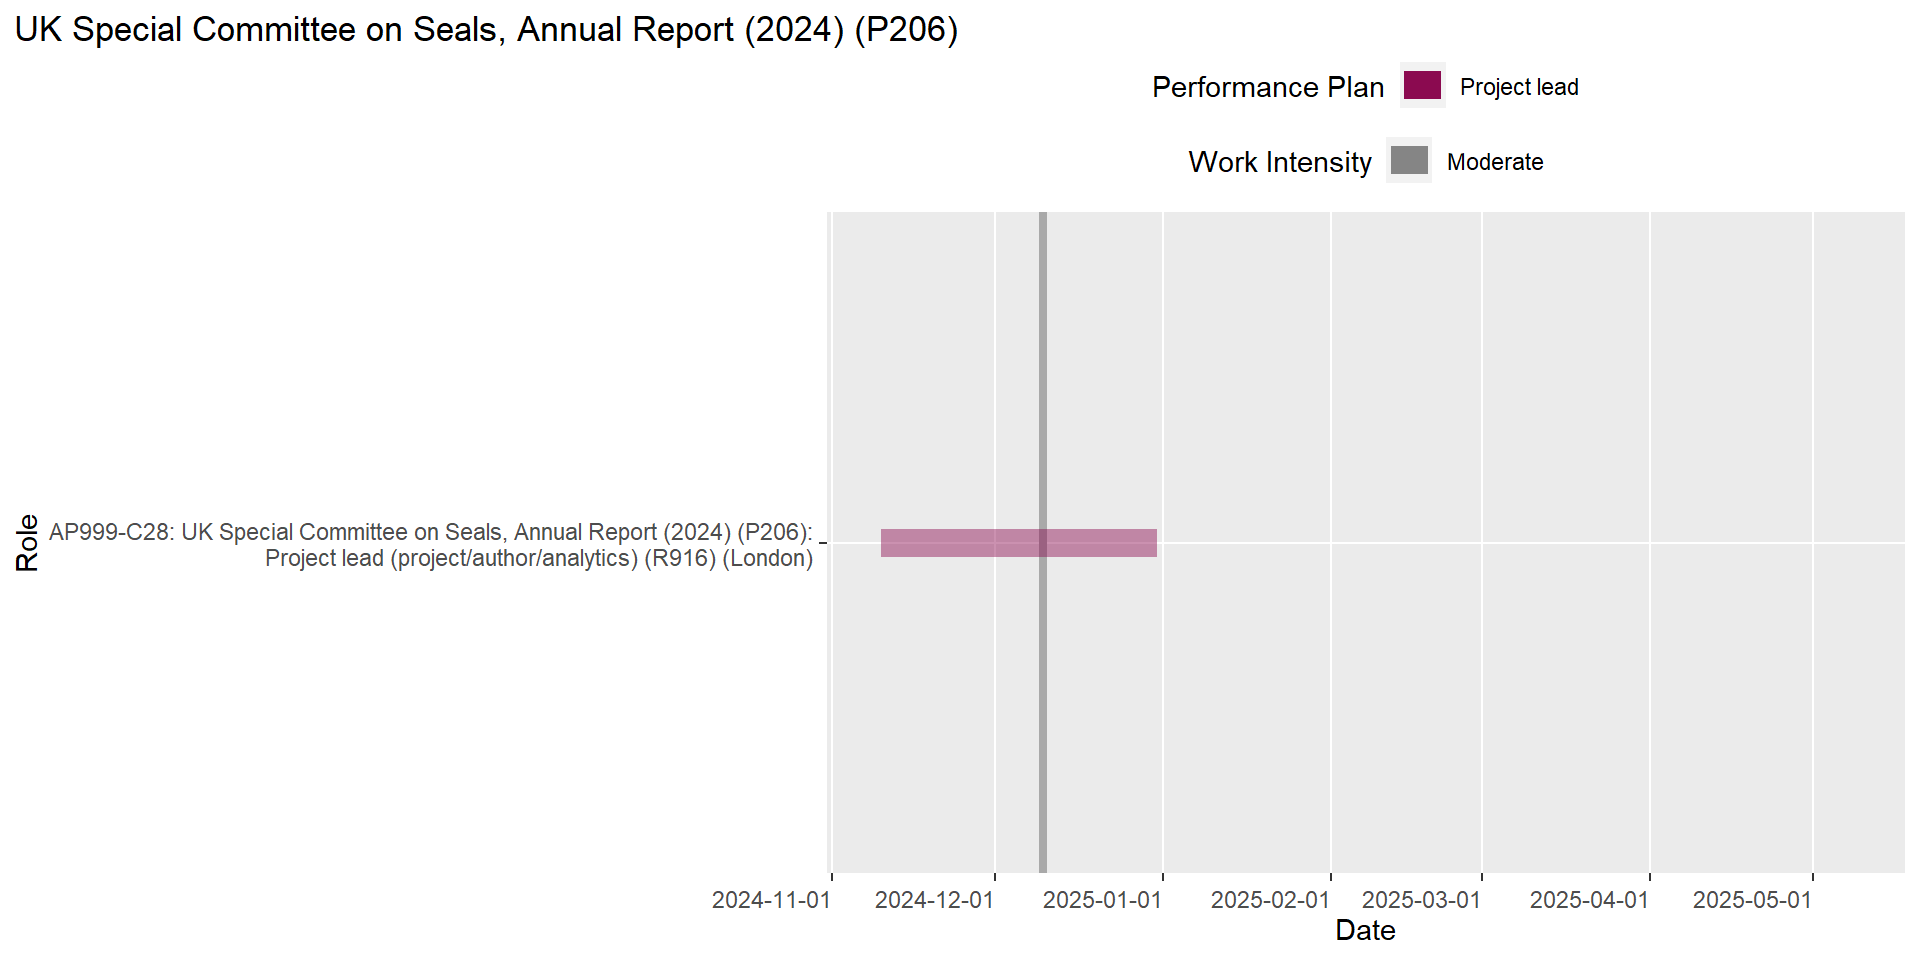 UK Special Committee on Seals, Annual Report (2024) (P206)
Performance Plan
Project lead
Work Intensity
Moderate
Role
AP999-C28: UK Special Committee on Seals, Annual Report (2024) (P206):
Project lead (project/author/analytics) (R916) (London)
2024-11-01
2024-12-01
2025-01-01
2025-02-01
2025-03-01
2025-04-01
2025-05-01
Date